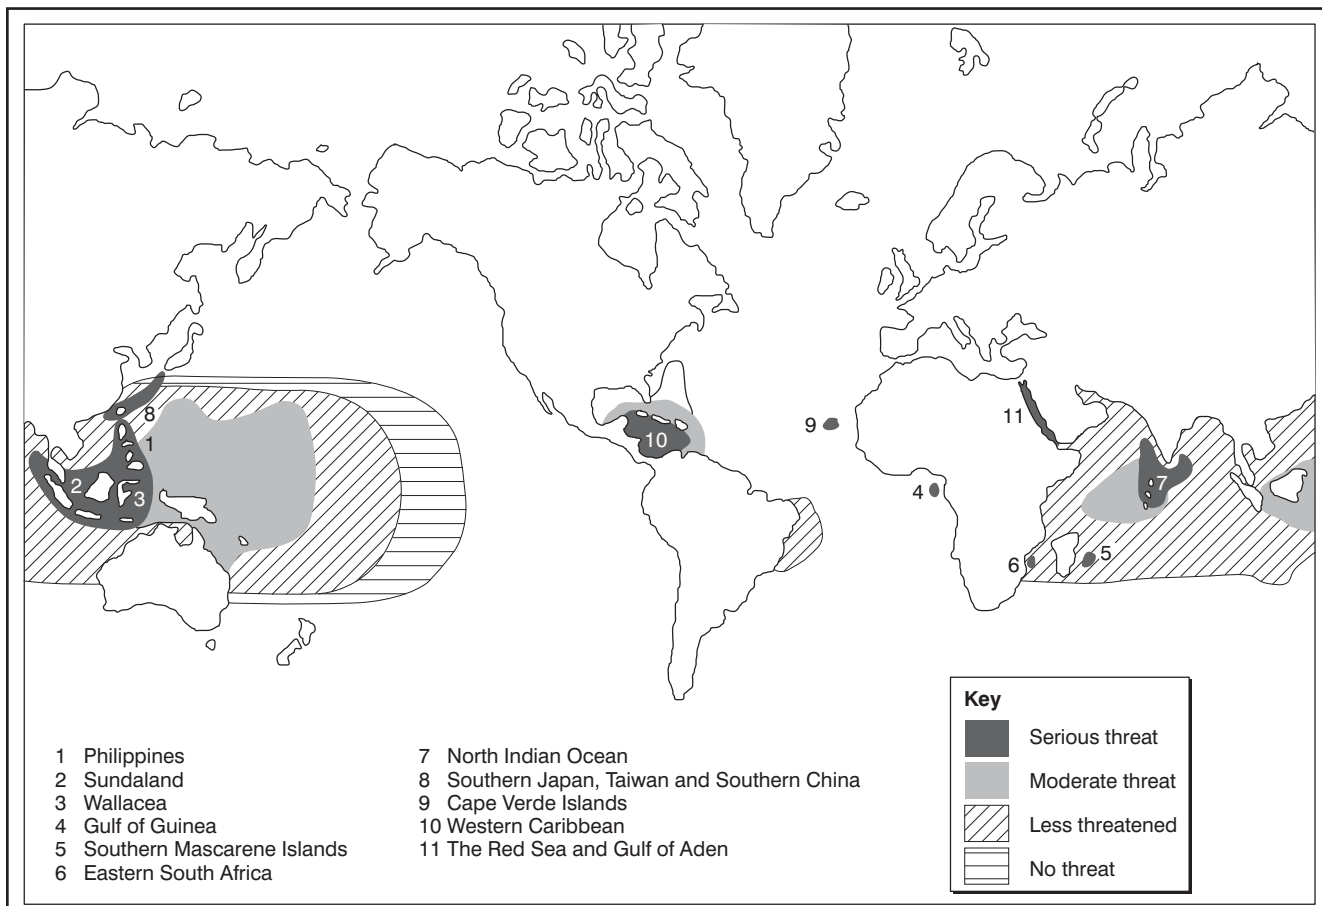 8
1
2
3
10
9
4
11
7
6
5
Key
Serious threat
Moderate threat
Less threatened
No threat
1 Philippines
2 Sundaland
3 Wallacea
4 Gulf of Guinea
5 Southern Mascarene Islands
6 Eastern South Africa
7 North Indian Ocean
8 Southern Japan, Taiwan and Southern China
9 Cape Verde Islands
10 Western Caribbean
11 The Red Sea and Gulf of Aden